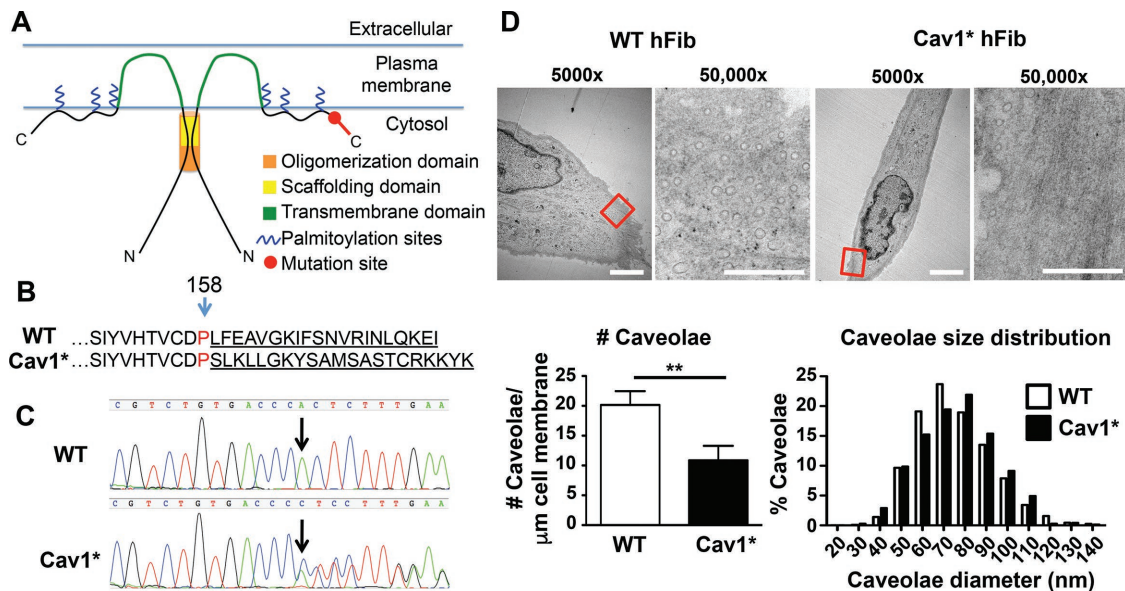 A
Extracellular
Plasma
membrane
Cytosol
C
C
N
N
Oligomerization domain
Scaffolding domain
Transmembrane domain
Palmitoylation sites
Mutation site
B
158
WT ...SIYVHTVCDPLFEAVGKIFSNVRINLQKEI
Cav1* ...SIYVHTVCDPSLKLLGKYSAMSASTCRKKYK
C
C G T C T G T G A C C C A C T C T T T G A A
WT
C G T C T G T G A C C C C T C C T T T G A A
Cav1*
D
WT hFib
Cav1* hFib
5000x
50,000x
5000x
50,000x
# Caveolae
# Caveolae/
µm cell membrane
25
20
15
10
5
0
**
WT
Cav1*
Caveolae size distribution
% Caveolae
25
20
15
10
5
0
WT
Cav1*
20 30 40 50 60 70 80 90 100 110 120 130 140
Caveolae diameter (nm)